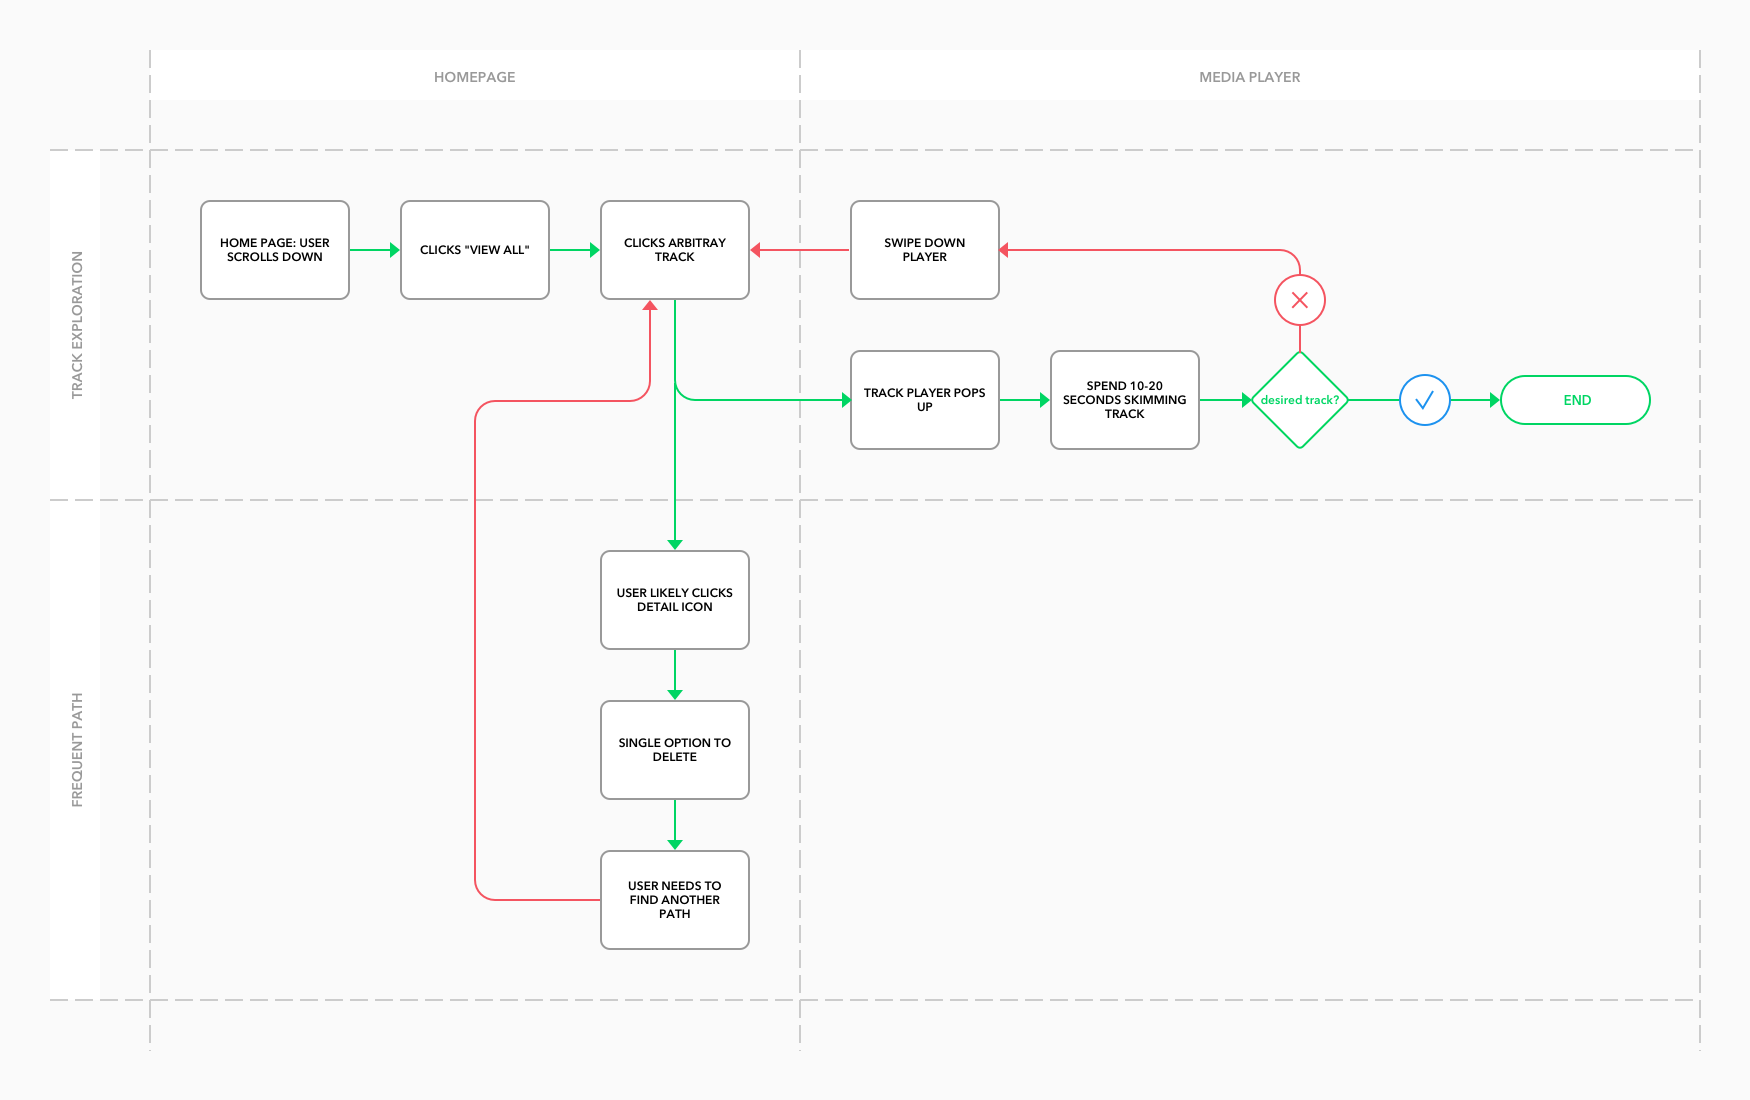 HOMEPAGE
MEDIA PLAYER
TRACK EXPLORATION
HOME PAGE: USER
SCROLLS DOWN
CLICKS "VIEW ALL"
CLICKS ARBITRAY
TRACK
SWIPE DOWN
PLAYER
TRACK PLAYER POPS
UP
SPEND 10-20
SECONDS SKIMMING
TRACK
desired track?
END
FREQUENT PATH
USER LIKELY CLICKS
DETAIL ICON
SINGLE OPTION TO
DELETE
USER NEEDS TO
FIND ANOTHER
PATH